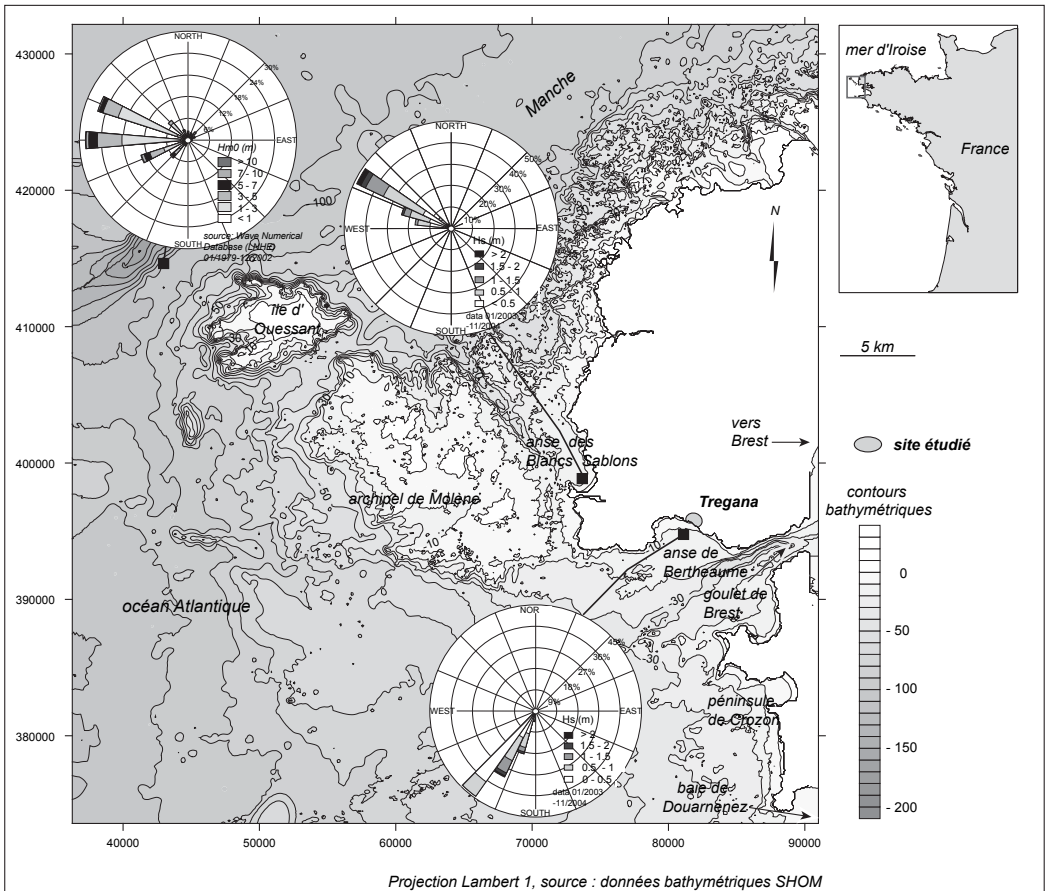 430000
420000
410000
400000
390000
380000
40000
50000
60000
70000
80000
90000
NORTH
30%
24%
18%
12%
6%
EAST
Hm0 (m)
> 10
7 - 10
5 - 7
3 - 5
1 - 3
< 1
SOUTH
source: Wave Numerical
Database (LNHE)
01/1979-12/2002
100
Manche
NORTH
50%
40%
30%
20%
10%
WEST
EAST
Hs (m)
> 2
1.5 - 2
1 - 1.5
0.5 - 1
< 0.5
SOUTH
data 01/2003
-11/2004
île d'
Ouessant
30
50
anse des
Blancs Sablons
archipel de Molène
10
10
vers
Brest
Tregana
anse de
Bertheaume
goulet de
Brest
30
30
océan Atlantique
NOR
45%
36%
27%
18%
9%
WEST
EAST
Hs (m)
> 2
1.5 - 2
1 - 1.5
0.5 - 1
0 - 0.5
data 01/2003
-11/2004
SOUTH
péninsule
de Crozon
baie de
Douarnenez
mer d'Iroise
France
N
5 km
site étudié
contours
bathymétriques
0
- 50
- 100
- 150
- 200
Projection Lambert 1, source : données bathymétriques SHOM